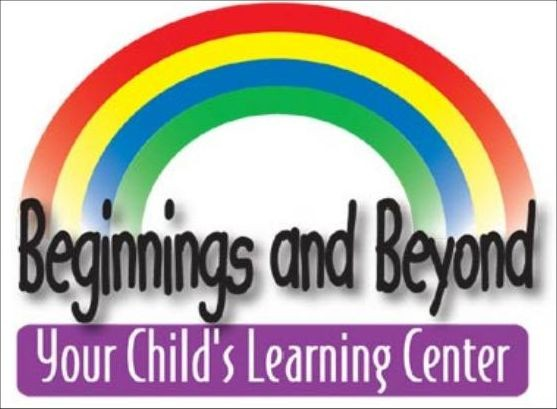 Beginnings and Beyond
Your Child's Learning Center